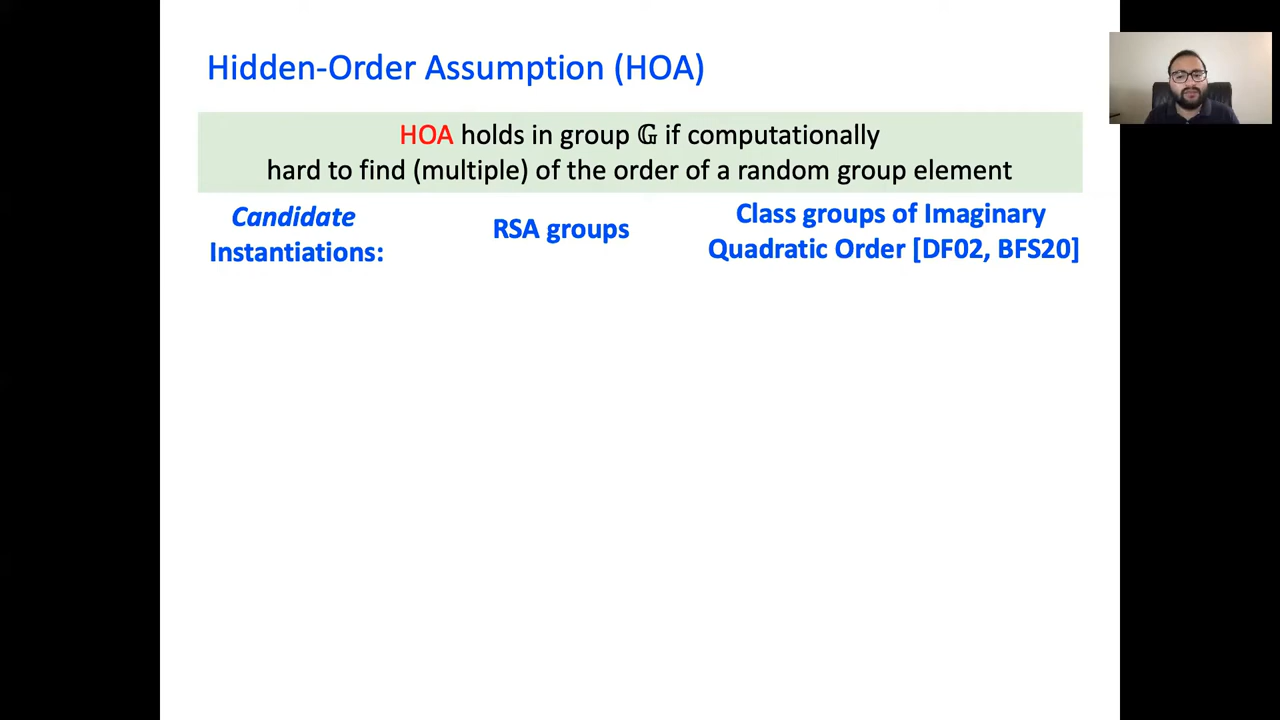 Hidden-Order Assumption (HOA)
HOA holds in group 𝔾 if computationally
hard to find (multiple) of the order of a random group element
Candidate
Instantiations:
RSA groups
Class groups of Imaginary
Quadratic Order [DF02, BFS20]